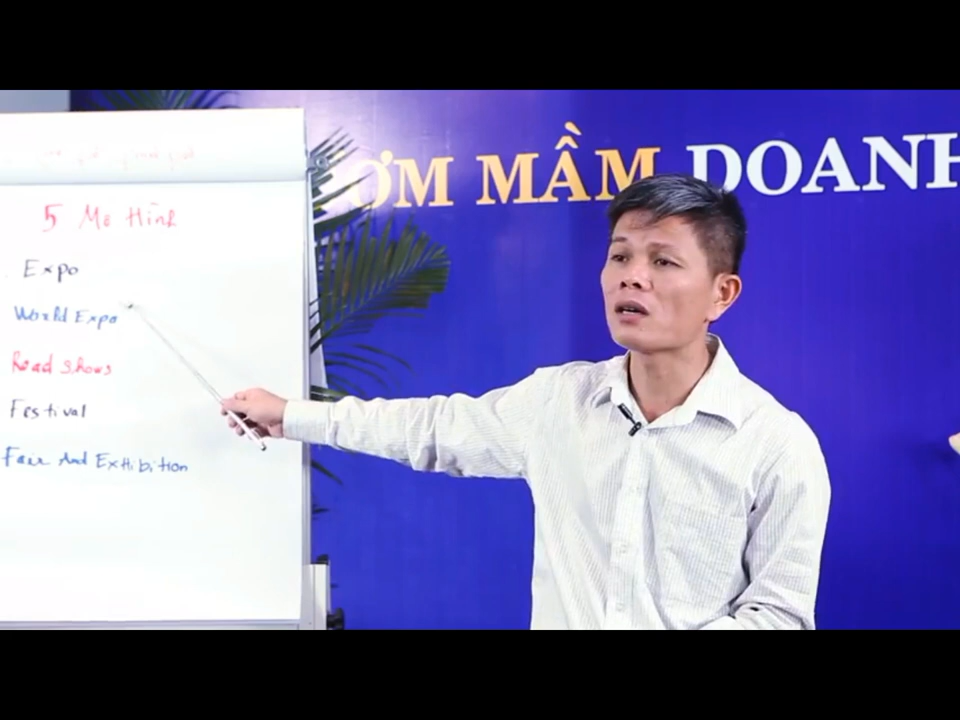 ƠM MẦM DOANH
5 Mô Hình
Expo
World Expo
Road Shows
Festival
Fair And Exhibition